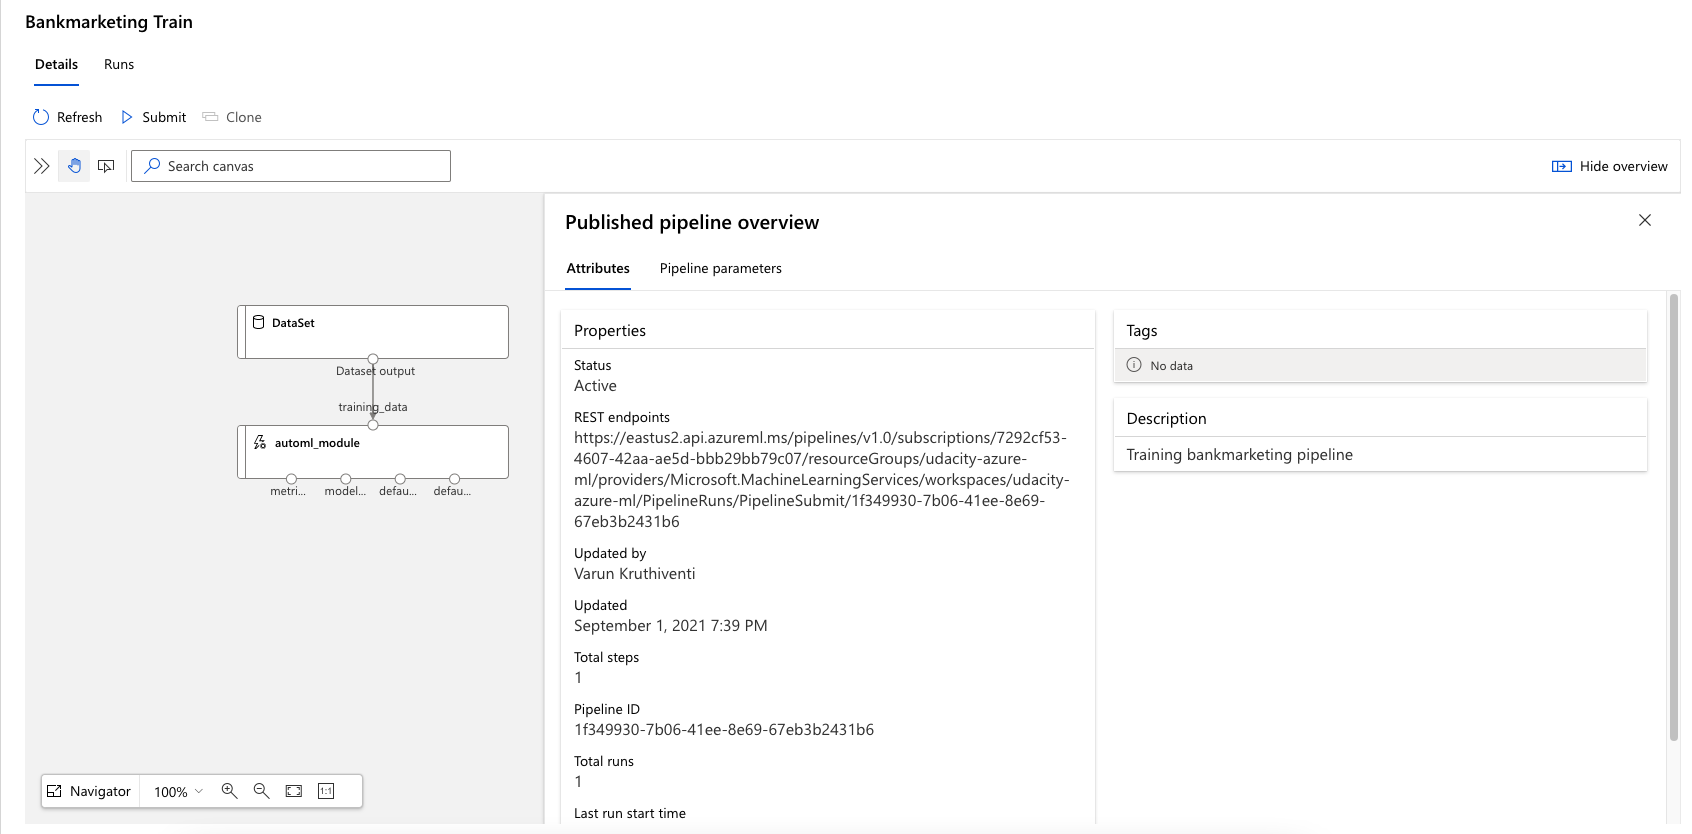 Bankmarketing Train
Details
Runs
Refresh
Submit
Clone
Search canvas
Hide overview
DataSet
Dataset output
training_data
automl_module
metri...
model...
defau...
defau...
Navigator
100%
1:1
Published pipeline overview
Attributes
Pipeline parameters
Properties
Status
Active
REST endpoints
https://eastus2.api.azureml.ms/pipelines/v1.0/subscriptions/7292cf53-
4607-42aa-ae5d-bbb29bb79c07/resourceGroups/udacity-azure-
ml/providers/Microsoft.MachineLearningServices/workspaces/udacity-
azure-ml/PipelineRuns/PipelineSubmit/1f349930-7b06-41ee-8e69-
67eb3b2431b6
Updated by
Varun Kruthiventi
Updated
September 1, 2021 7:39 PM
Total steps
1
Pipeline ID
1f349930-7b06-41ee-8e69-67eb3b2431b6
Total runs
1
Last run start time
Tags
No data
Description
Training bankmarketing pipeline